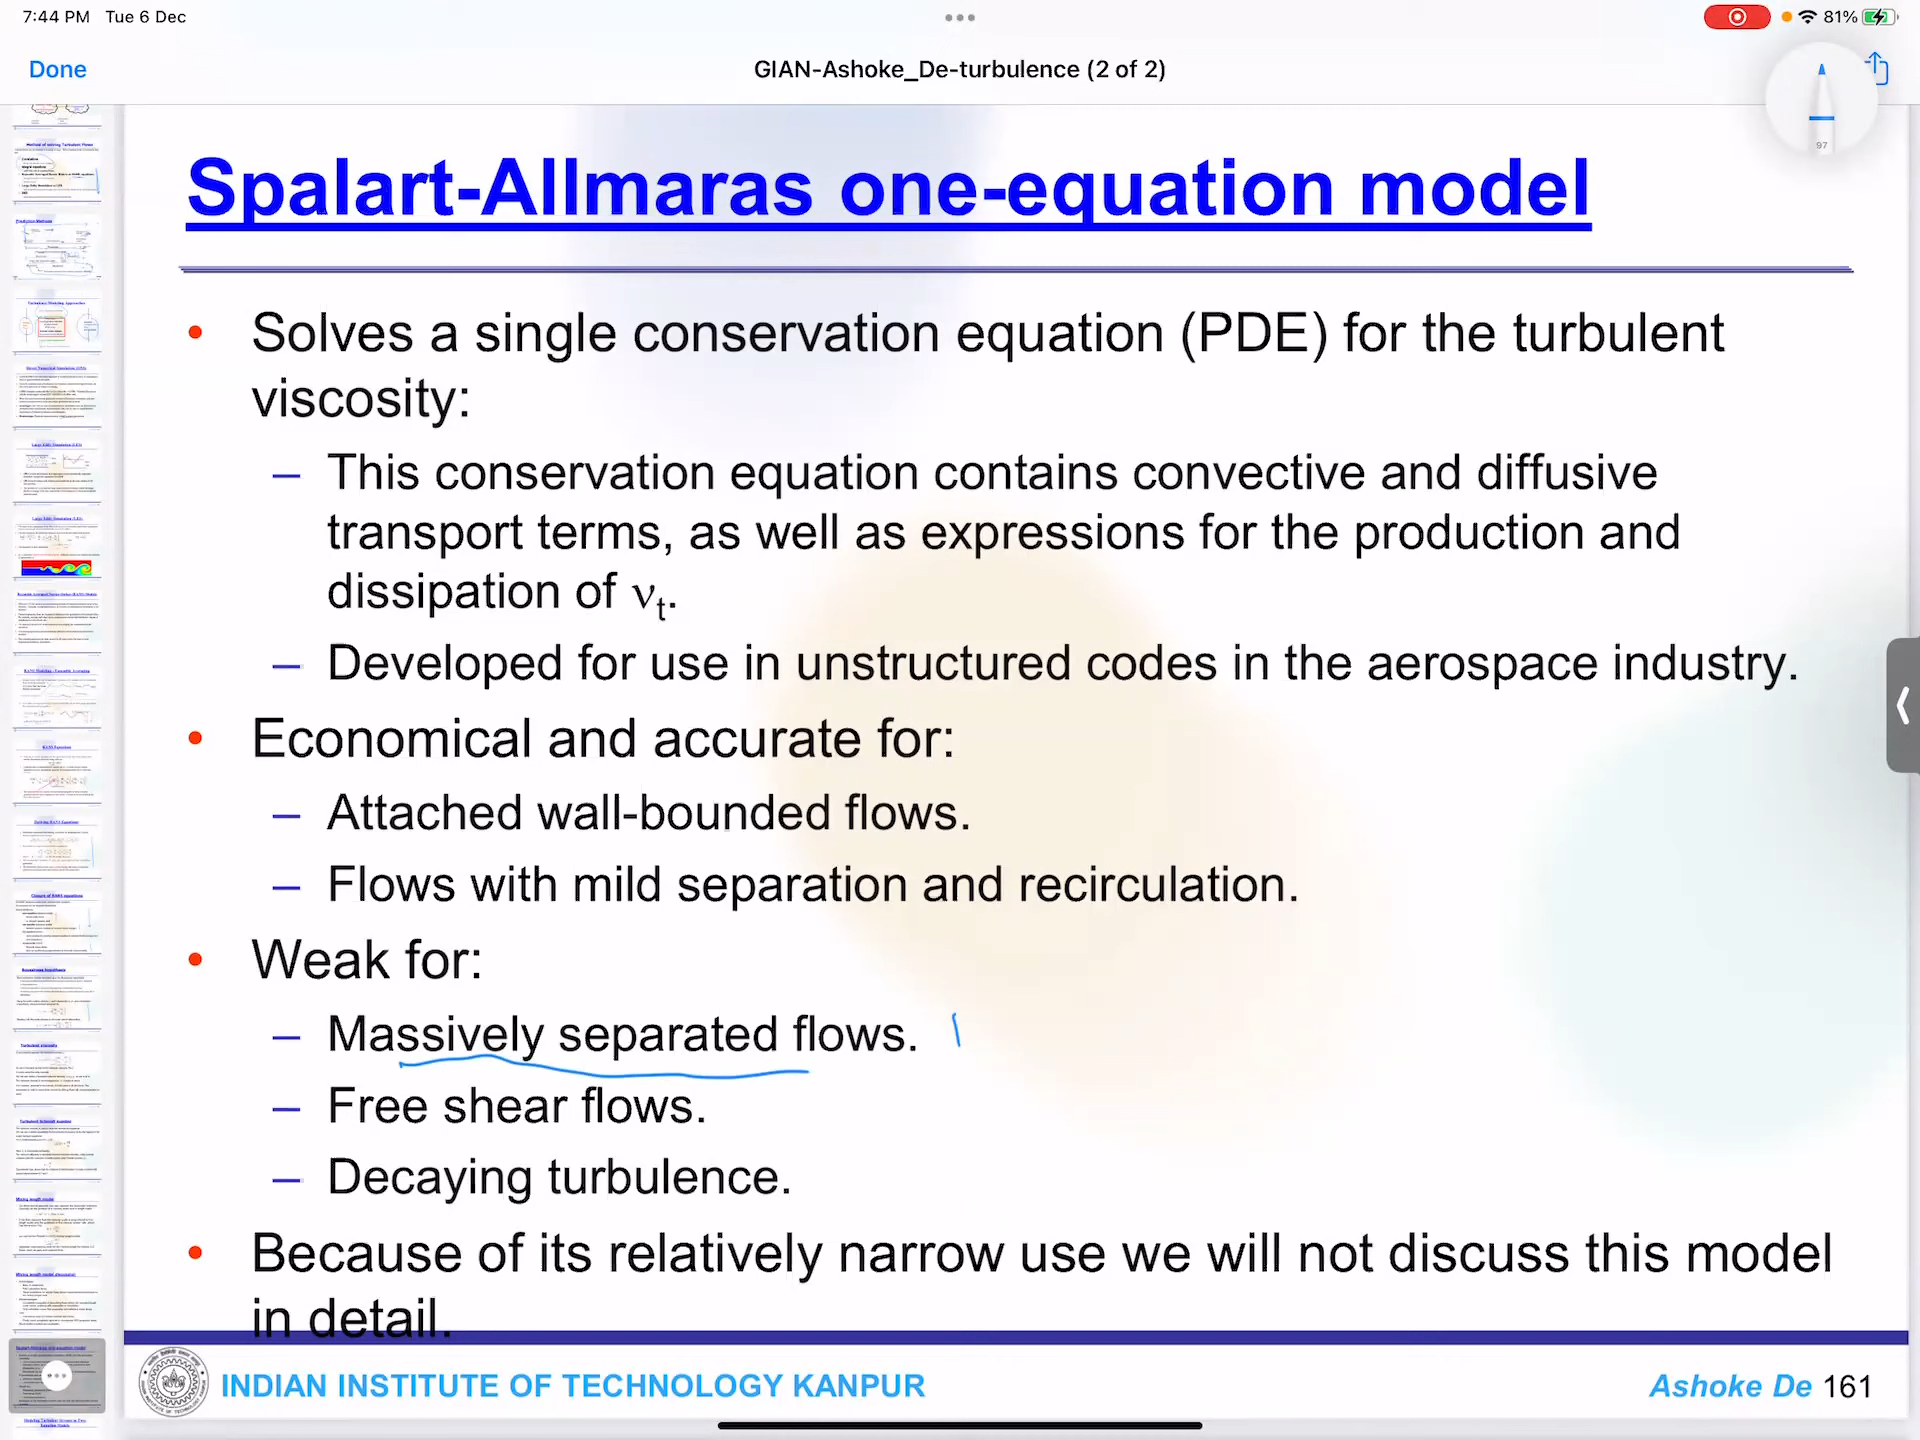 7:44 PM Tue 6 Dec
81%
Done
GIAN-Ashoke_De-turbulence (2 of 2)
97
Spalart-Allmaras one-equation model
• Solves a single conservation equation (PDE) for the turbulent
viscosity:
– This conservation equation contains convective and diffusive
transport terms, as well as expressions for the production and
dissipation of νt.
– Developed for use in unstructured codes in the aerospace industry.
• Economical and accurate for:
– Attached wall-bounded flows.
– Flows with mild separation and recirculation.
• Weak for:
– Massively separated flows.
– Free shear flows.
– Decaying turbulence.
• Because of its relatively narrow use we will not discuss this model
in detail.
INDIAN INSTITUTE OF TECHNOLOGY KANPUR
Ashoke De 161